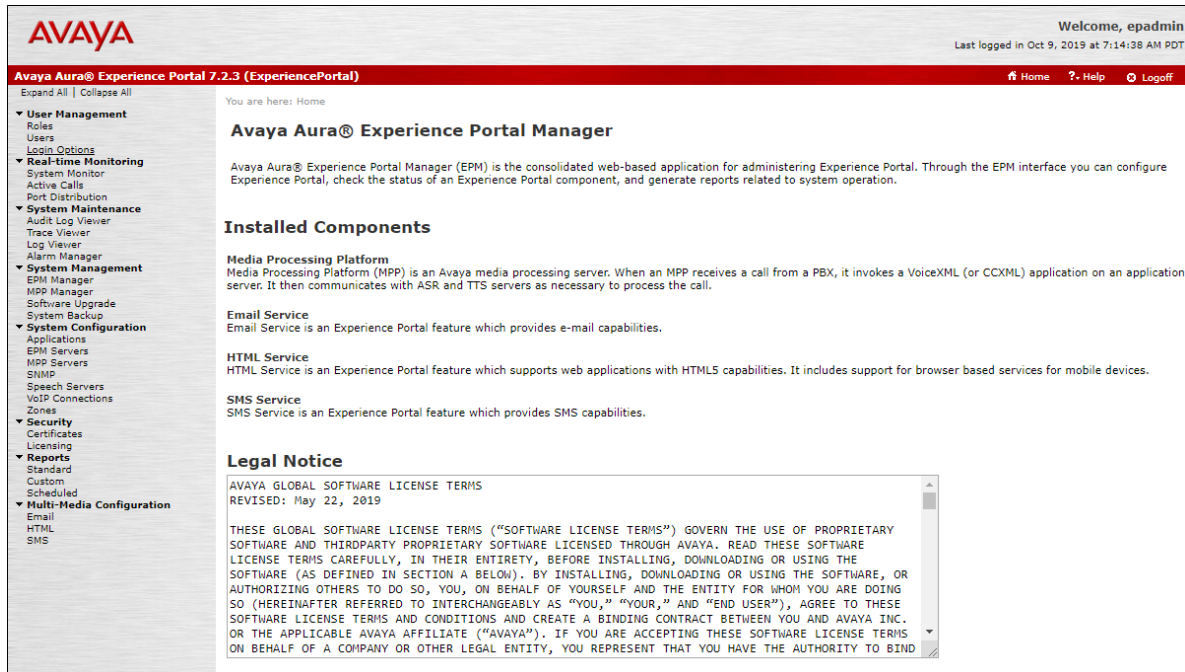 AVAYA
Welcome, epadmin
Last logged in Oct 9, 2019 at 7:14:38 AM PDT
Avaya Aura® Experience Portal 7.2.3 (ExperiencePortal)
Home ? Help Logoff
Expand All | Collapse All
▼ User Management
Roles
Users
Login Options
▼ Real-time Monitoring
System Monitor
Active Calls
Port Distribution
▼ System Maintenance
Audit Log Viewer
Trace Viewer
Log Viewer
Alarm Manager
▼ System Management
EPM Manager
MPP Manager
Software Upgrade
System Backup
▼ System Configuration
Applications
EPM Servers
MPP Servers
SNMP
Speech Servers
VoIP Connections
Zones
▼ Security
Certificates
Licensing
▼ Reports
Standard
Custom
Scheduled
▼ Multi-Media Configuration
Email
HTML
SMS
You are here: Home
Avaya Aura® Experience Portal Manager
Avaya Aura® Experience Portal Manager (EPM) is the consolidated web-based application for administering Experience Portal. Through the EPM interface you can configure
Experience Portal, check the status of an Experience Portal component, and generate reports related to system operation.
Installed Components
Media Processing Platform
Media Processing Platform (MPP) is an Avaya media processing server. When an MPP receives a call from a PBX, it invokes a VoiceXML (or CCXML) application on an application
server. It then communicates with ASR and TTS servers as necessary to process the call.
Email Service
Email Service is an Experience Portal feature which provides e-mail capabilities.
HTML Service
HTML Service is an Experience Portal feature which supports web applications with HTML5 capabilities. It includes support for browser based services for mobile devices.
SMS Service
SMS Service is an Experience Portal feature which provides SMS capabilities.
Legal Notice
AVAYA GLOBAL SOFTWARE LICENSE TERMS
REVISED: May 22, 2019
THESE GLOBAL SOFTWARE LICENSE TERMS (“SOFTWARE LICENSE TERMS”) GOVERN THE USE OF PROPRIETARY
SOFTWARE AND THIRDPARTY PROPRIETARY SOFTWARE LICENSED THROUGH AVAYA. READ THESE SOFTWARE
LICENSE TERMS CAREFULLY, IN THEIR ENTIRETY, BEFORE INSTALLING, DOWNLOADING OR USING THE
SOFTWARE (AS DEFINED IN SECTION A BELOW). BY INSTALLING, DOWNLOADING OR USING THE SOFTWARE, OR
AUTHORIZING OTHERS TO DO SO, YOU, ON BEHALF OF YOURSELF AND THE ENTITY FOR WHOM YOU ARE DOING
SO (HEREINAFTER REFERRED TO INTERCHANGEABLY AS “YOU,” “YOUR,” AND “END USER”), AGREE TO THESE
SOFTWARE LICENSE TERMS AND CONDITIONS AND CREATE A BINDING CONTRACT BETWEEN YOU AND AVAYA INC.
OR THE APPLICABLE AVAYA AFFILIATE (“AVAYA”). IF YOU ARE ACCEPTING THESE SOFTWARE LICENSE TERMS
ON BEHALF OF A COMPANY OR OTHER LEGAL ENTITY, YOU REPRESENT THAT YOU HAVE THE AUTHORITY TO BIND